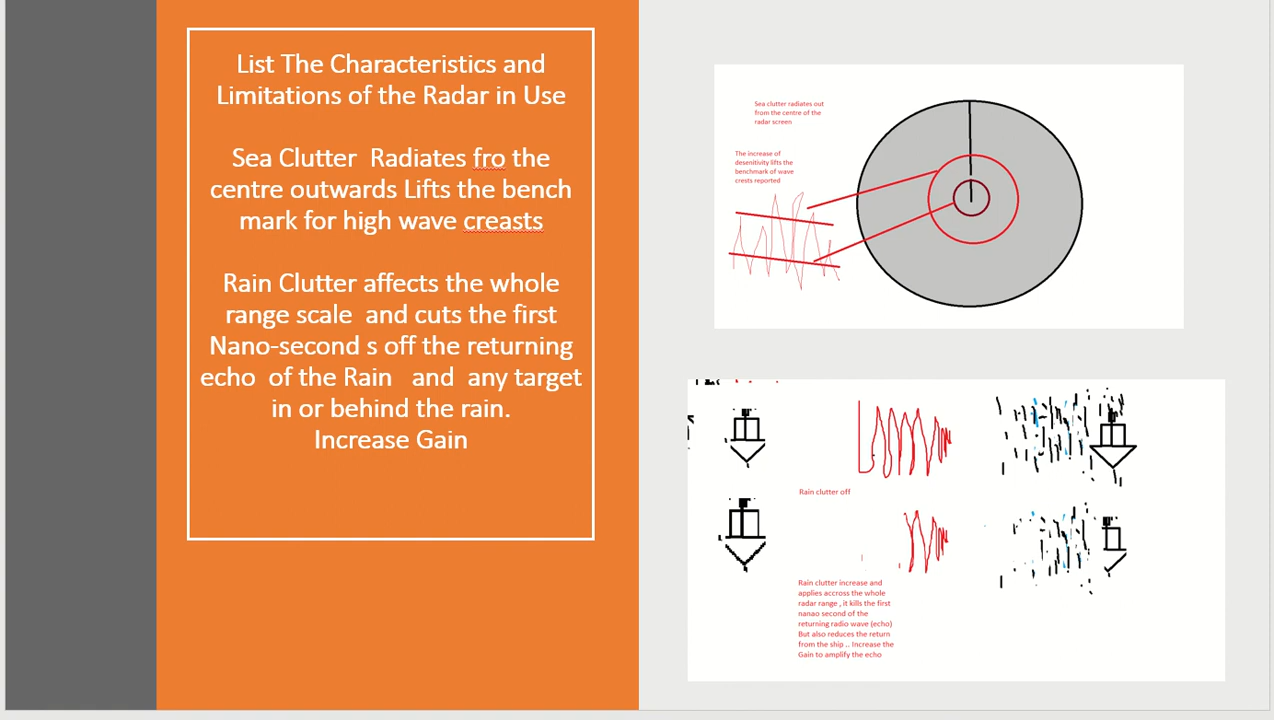 List The Characteristics and
Limitations of the Radar in Use
Sea Clutter Radiates fro the
centre outwards Lifts the bench
mark for high wave creasts
Rain Clutter affects the whole
range scale and cuts the first
Nano-second s off the returning
echo of the Rain and any target
in or behind the rain.
Increase Gain
Sea clutter radiates out
from the centre of the
radar screen
The increase of
desenitivity lifts the
benchmark of wave
crests reported
Rain clutter off
Rain clutter increase and
applies accross the whole
radar range , it kills the first
nanao second of the
returning radio wave (echo)
But also reduces the return
from the ship .. Increase the
Gain to amplify the echo